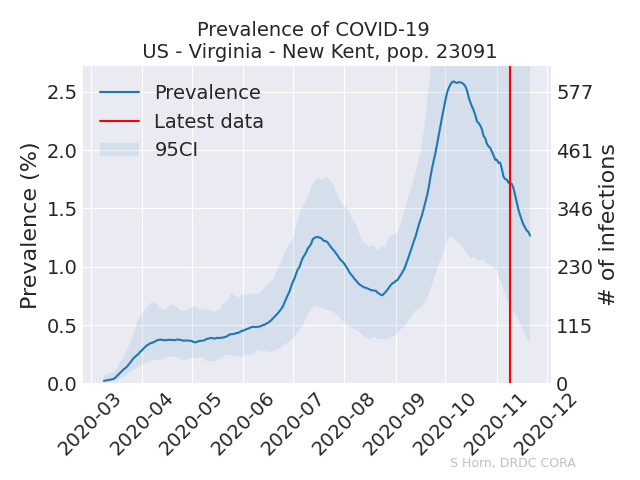 Prevalence of COVID-19
US - Virginia - New Kent, pop. 23091
Prevalence
Latest data
95CI
Prevalence (%)
2.5
2.0
1.5
1.0
0.5
0.0
577
461
346
230
115
0
# of infections
2020-03
2020-04
2020-05
2020-06
2020-07
2020-08
2020-09
2020-10
2020-11
2020-12
S Horn, DRDC CORA